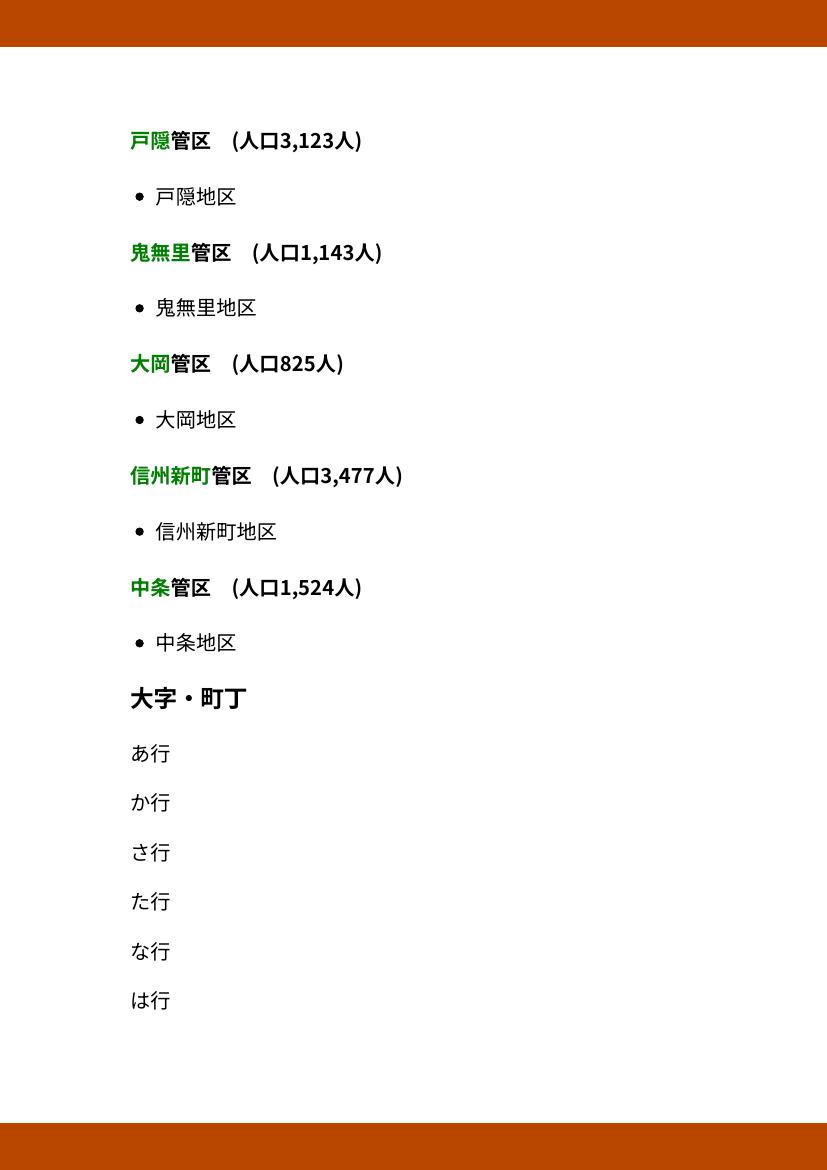 戸隠管区　(人口3,123人)
• 戸隠地区
鬼無里管区　(人口1,143人)
• 鬼無里地区
大岡管区　(人口825人)
• 大岡地区
信州新町管区　(人口3,477人)
• 信州新町地区
中条管区　(人口1,524人)
• 中条地区
大字・町丁
あ行
か行
さ行
た行
な行
は行